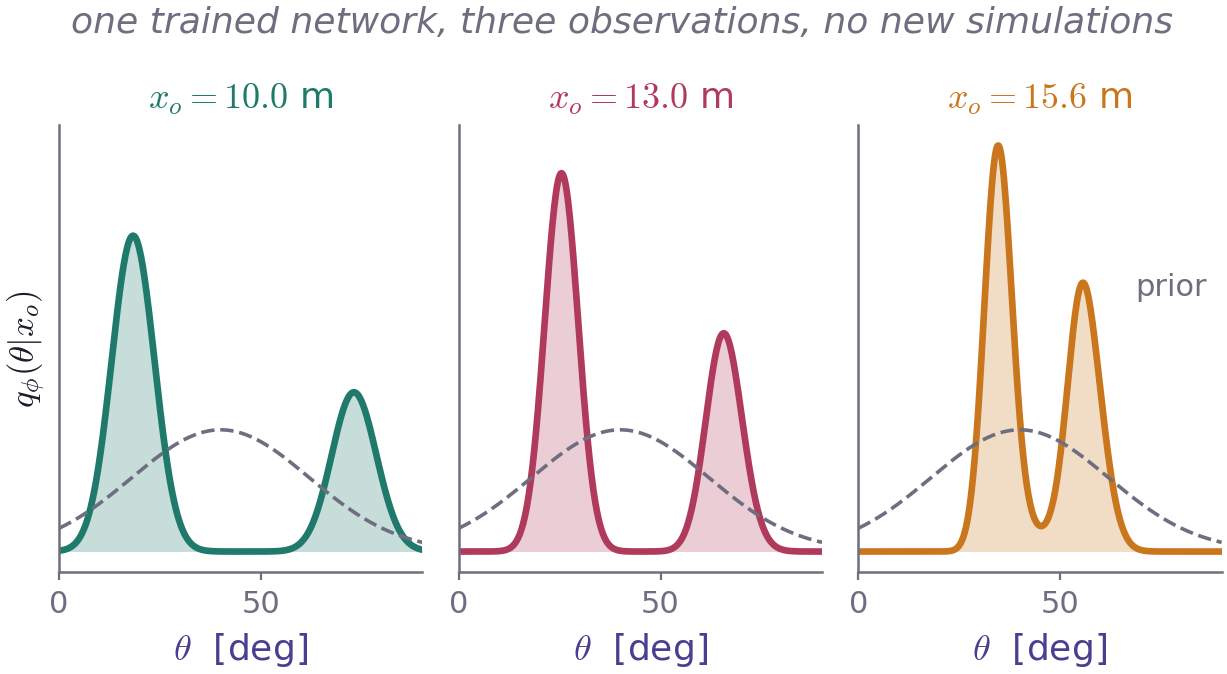 one trained network, three observations, no new simulations
x_o = 10.0 m
x_o = 13.0 m
x_o = 15.6 m
q_ϕ(θ|x_o)
prior
0 50
0 50
0 50
θ [deg]
θ [deg]
θ [deg]